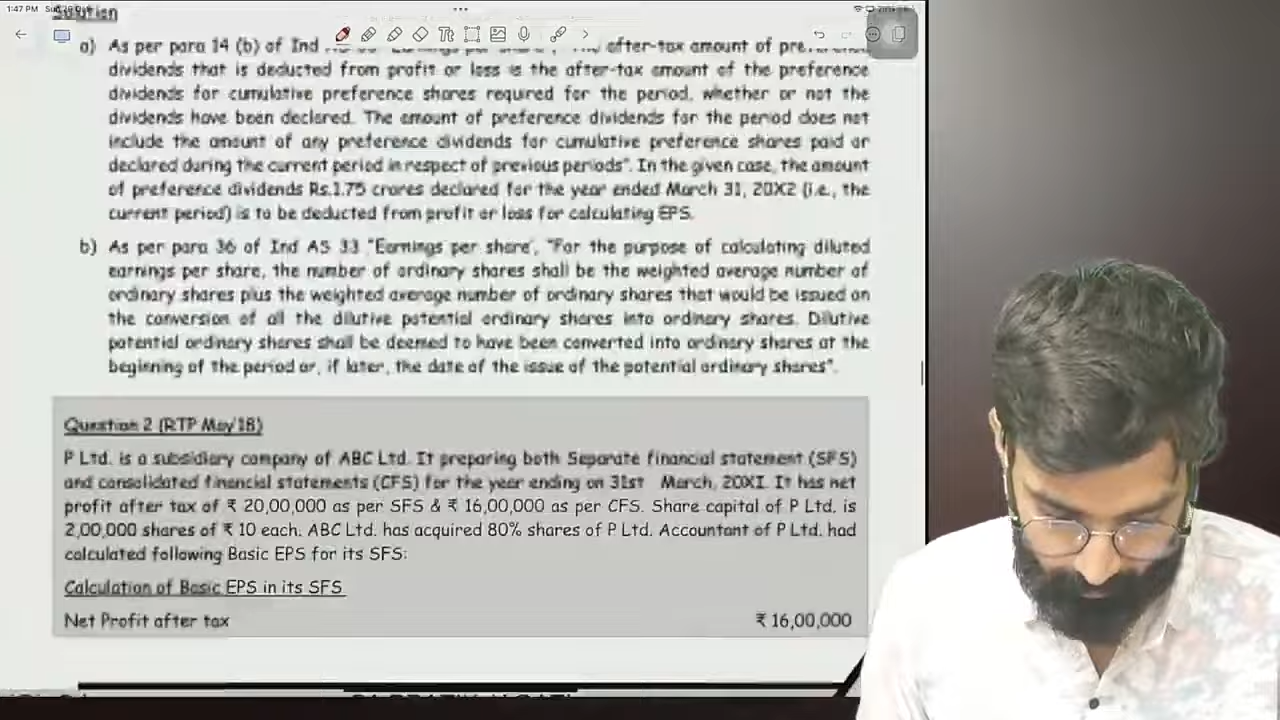 1:47 PM
Solution
a) As per para 14 (b) of Ind after-tax amount of preference
dividends that is deducted from profit or loss is the after-tax amount of the preference
dividends for cumulative preference shares required for the period, whether or not the
dividends have been declared. The amount of preference dividends for the period does not
include the amount of any preference dividends for cumulative preference shares paid or
declared during the current period in respect of previous periods". In the given case, the amount
of preference dividends Rs.1.75 crores declared for the year ended March 31, 20X2 (i.e., the
current period) is to be deducted from profit or loss for calculating EPS.
b) As per para 36 of Ind AS 33 "Earnings per share', "For the purpose of calculating diluted
earnings per share, the number of ordinary shares shall be the weighted average number of
ordinary shares plus the weighted average number of ordinary shares that would be issued on
the conversion of all the dilutive potential ordinary shares into ordinary shares. Dilutive
potential ordinary shares shall be deemed to have been converted into ordinary shares at the
beginning of the period or, if later, the date of the issue of the potential ordinary shares".
Question 2 (RTP May'18)
P Ltd. is a subsidiary company of ABC Ltd. It preparing both Separate financial statement (SFS)
and consolidated financial statements (CFS) for the year ending on 31st March, 20XI. It has net
profit after tax of ₹ 20,00,000 as per SFS & ₹ 16,00,000 as per CFS. Share capital of P Ltd. is
2,00,000 shares of ₹ 10 each. ABC Ltd. has acquired 80% shares of P Ltd. Accountant of P Ltd. had
calculated following Basic EPS for its SFS:
Calculation of Basic EPS in its SFS
Net Profit after tax ₹ 16,00,000